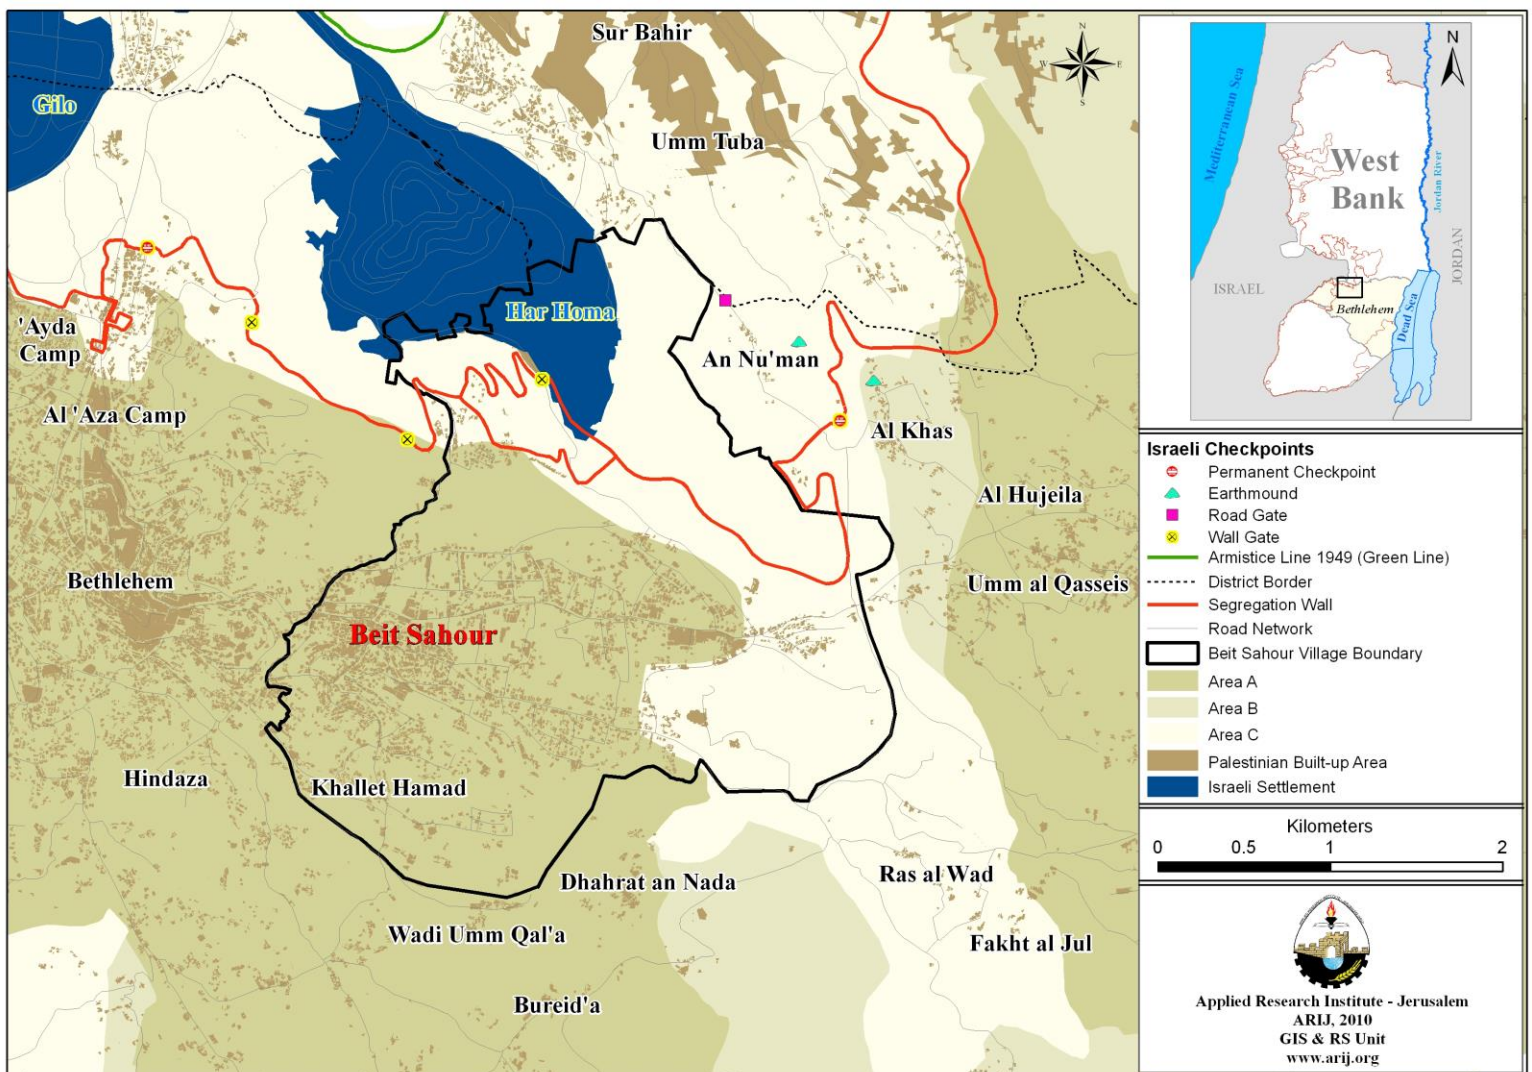 Sur Bahir
N
W
E
S
Gilo
Umm Tuba
Har Homa
'Ayda
Camp
An Nu'man
Al 'Aza Camp
Al Khas
Al Hujeila
Bethlehem
Umm al Qasseis
Beit Sahour
Hindaza
Khallet Hamad
Dhahrat an Nada
Ras al Wad
Wadi Umm Qal'a
Fakht al Jul
Bureid'a
N
Mediterranean Sea
West
Bank
Jordan River
JORDAN
ISRAEL
Bethlehem
Dead Sea
Israeli Checkpoints
Permanent Checkpoint
Earthmound
Road Gate
Wall Gate
Armistice Line 1949 (Green Line)
District Border
Segregation Wall
Road Network
Beit Sahour Village Boundary
Area A
Area B
Area C
Palestinian Built-up Area
Israeli Settlement
Kilometers
0 0.5 1 2
Applied Research Institute - Jerusalem
ARIJ, 2010
GIS & RS Unit
www.arij.org